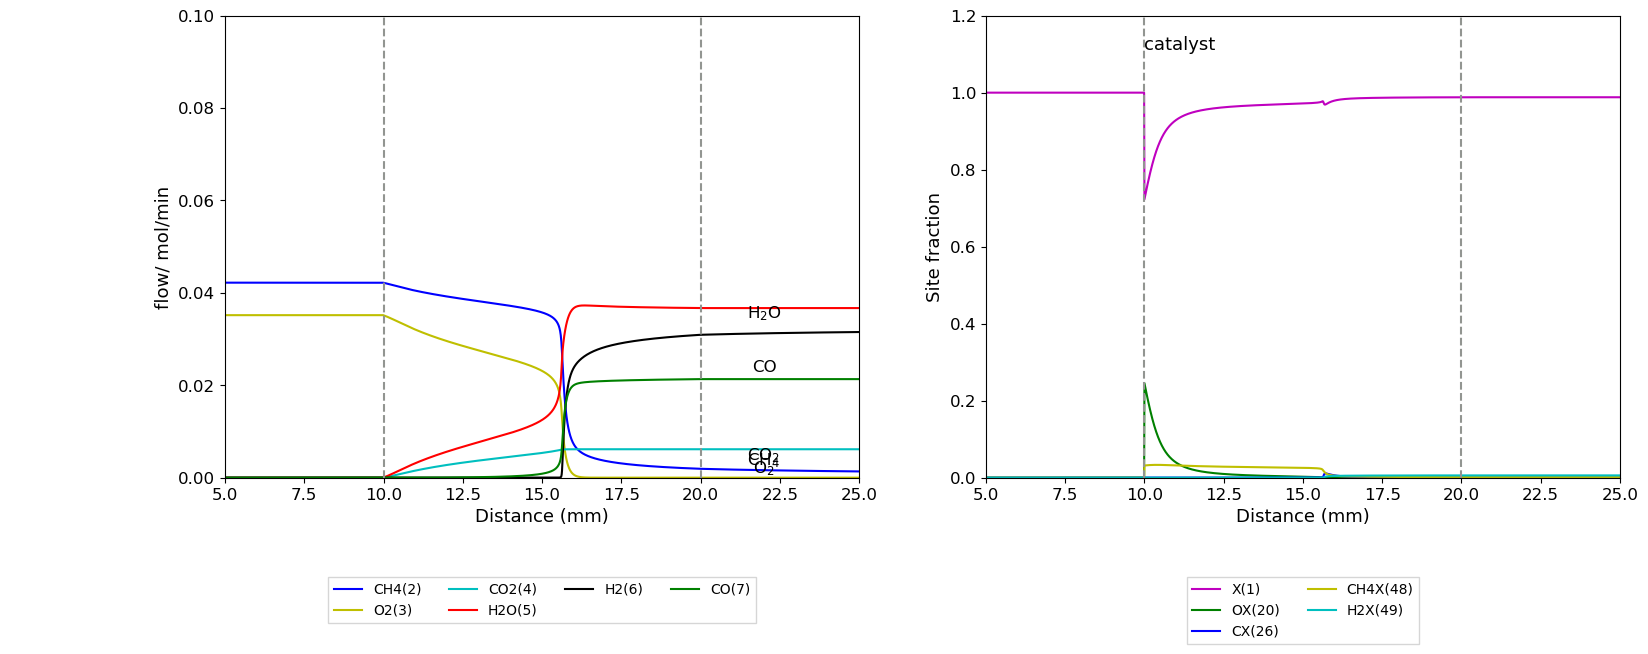 0.10
0.08
0.06
0.04
0.02
0.00
flow/ mol/min
H₂O
CO
CO₂
CH₄
O₂
5.0 7.5 10.0 12.5 15.0 17.5 20.0 22.5 25.0
Distance (mm)
CH4(2) CO2(4) H2(6) CO(7)
O2(3) H2O(5)
1.2
1.0
0.8
0.6
0.4
0.2
0.0
Site fraction
catalyst
5.0 7.5 10.0 12.5 15.0 17.5 20.0 22.5 25.0
Distance (mm)
X(1) CH4X(48)
OX(20) H2X(49)
CX(26)